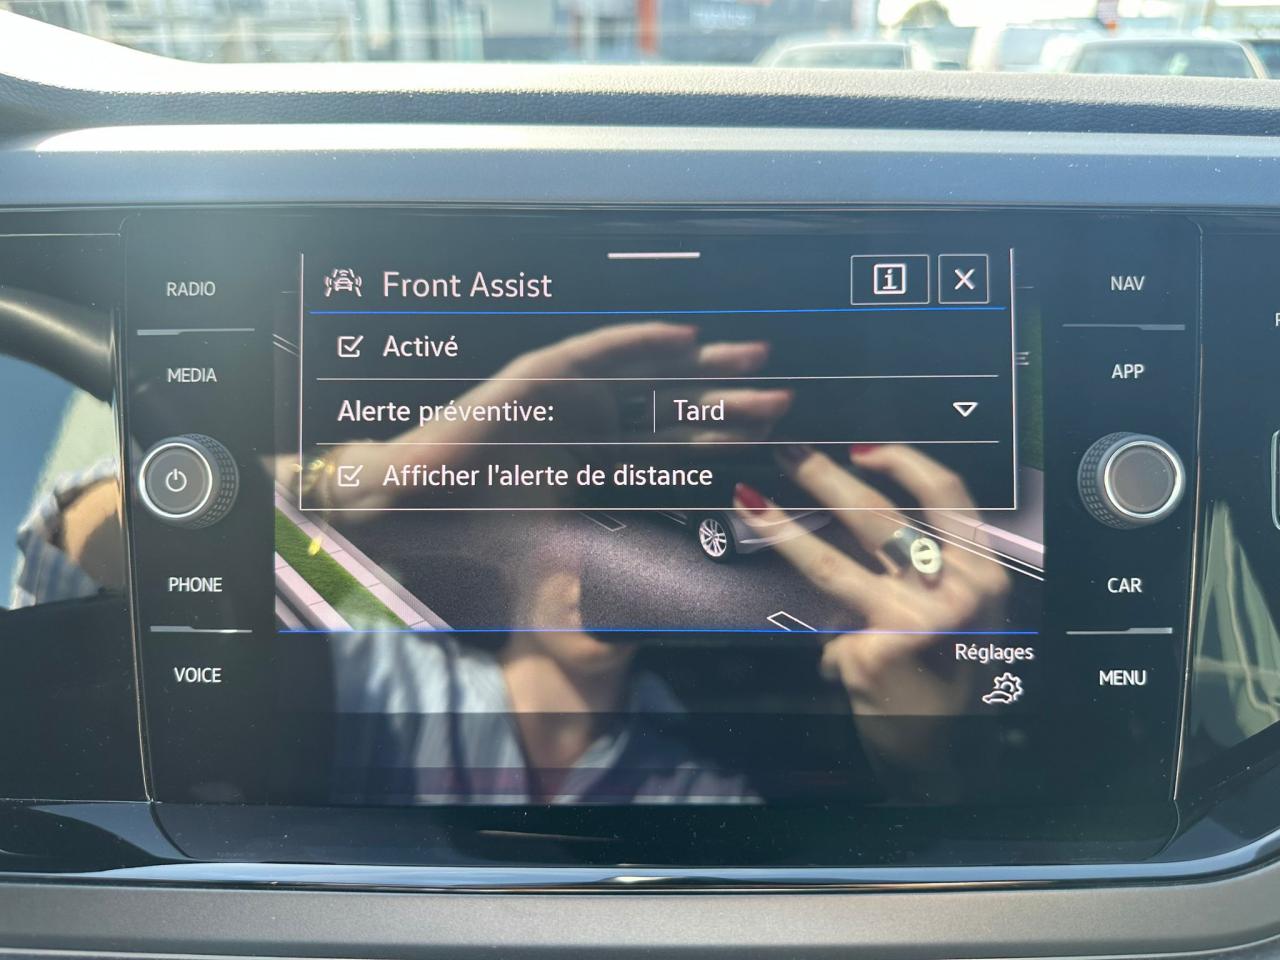 RADIO
MEDIA
PHONE
VOICE
Front Assist
i
X
Activé
Alerte préventive:
Tard
Afficher l'alerte de distance
Réglages
NAV
APP
CAR
MENU